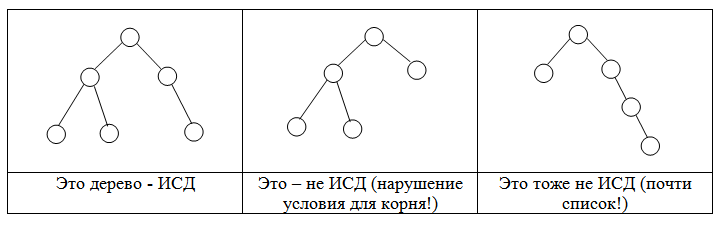 Это дерево - ИСД
Это – не ИСД (нарушение
условия для корня!)
Это тоже не ИСД (почти
список!)